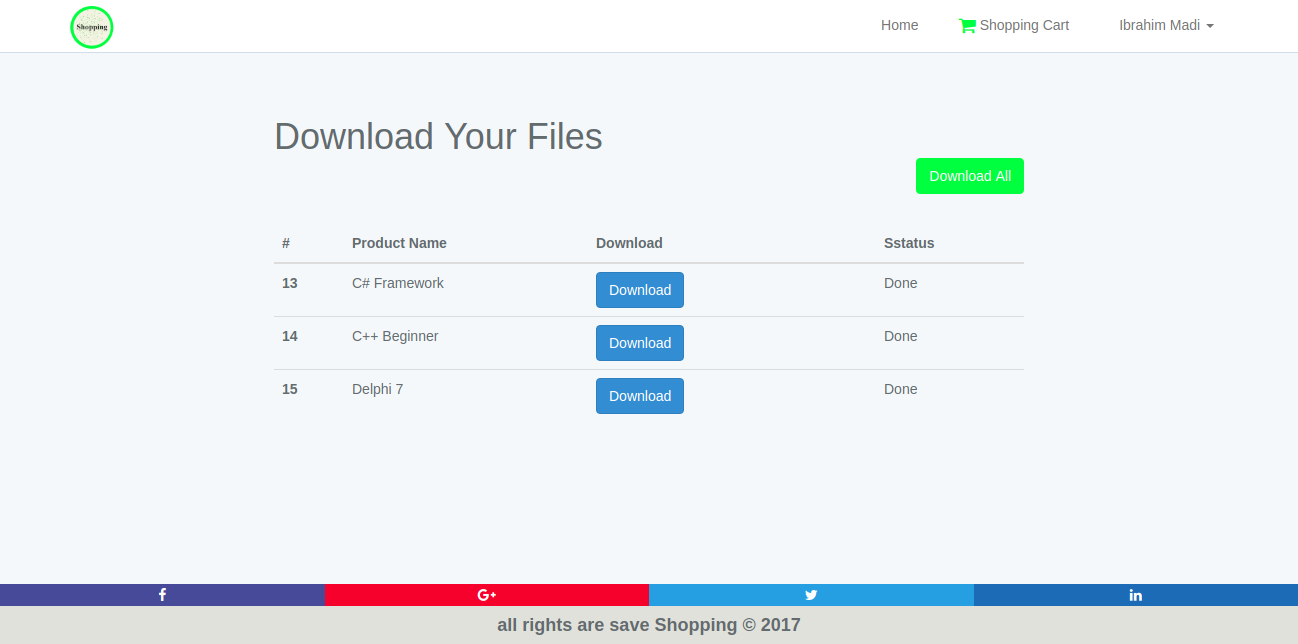 Shopping
Home
Shopping Cart
Ibrahim Madi
Download Your Files
Download All
# Product Name Download Sstatus
13 C# Framework Download Done
14 C++ Beginner Download Done
15 Delphi 7 Download Done
all rights are save Shopping © 2017